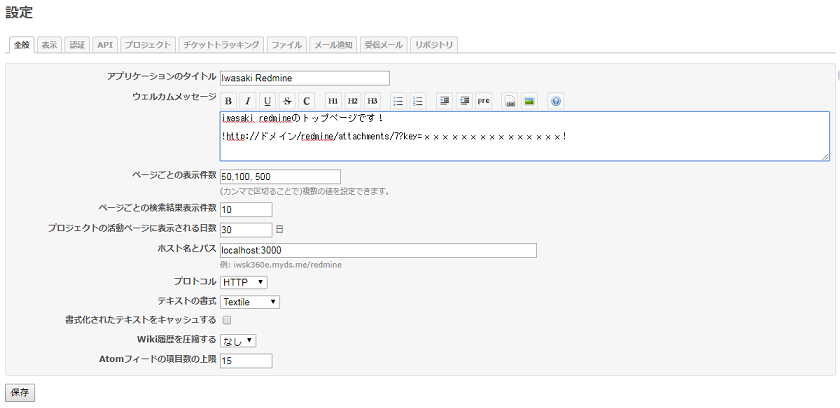 設定
全般 表示 認証 API プロジェクト チケットトラッキング ファイル メール通知 受信メール リポジトリ
アプリケーションのタイトル Iwasaki Redmine
ウェルカムメッセージ B I U S C H1 H2 H3 pre
iwasaki redmineのトップページです！
!http://ドメイン/redmine/attachments/7?key=ｘｘｘｘｘｘｘｘｘｘｘｘｘｘｘ!
ページごとの表示件数 50,100, 500
(カンマで区切ることで)複数の値を設定できます。
ページごとの検索結果表示件数 10
プロジェクトの活動ページに表示される日数 30 日
ホスト名とパス localhost:3000
例: iwsk360e.myds.me/redmine
プロトコル HTTP
テキストの書式 Textile
書式化されたテキストをキャッシュする
Wiki履歴を圧縮する なし
Atomフィードの項目数の上限 15
保存